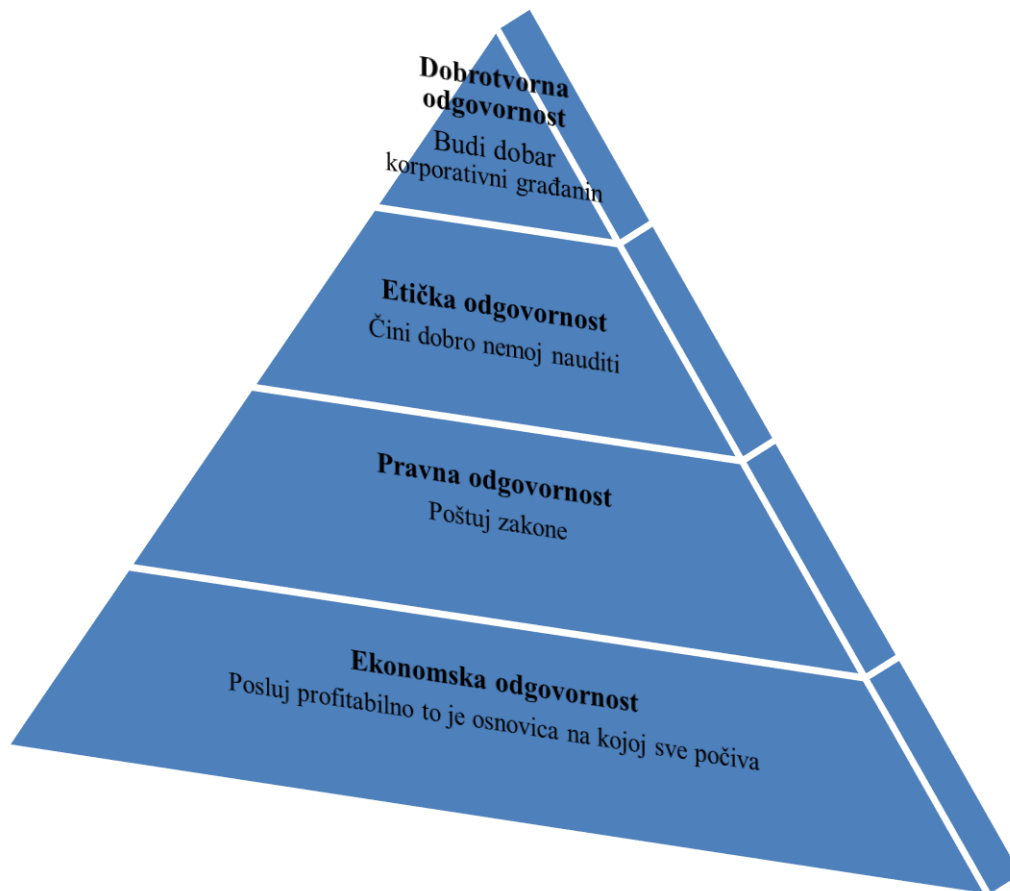 Dobrotvorna
odgovornost
Budi dobar
korporativni građanin
Etička odgovornost
Čini dobro nemoj nauditi
Pravna odgovornost
Poštuj zakone
Ekonomska odgovornost
Posluj profitabilno to je osnovica na kojoj sve počiva